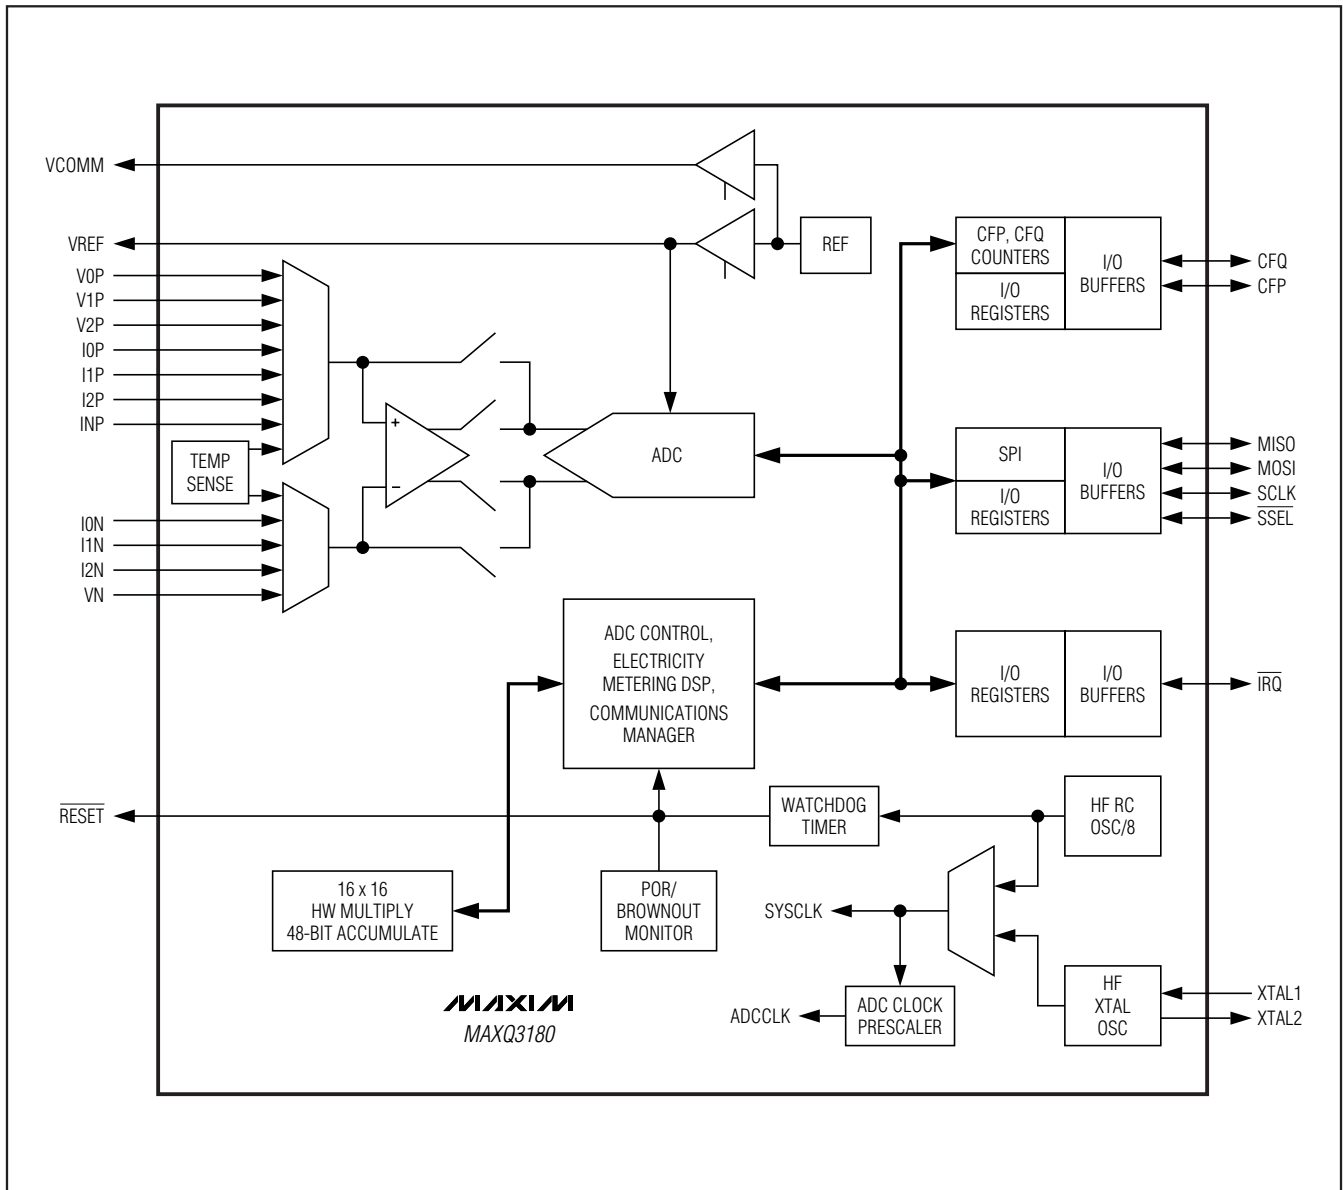 VCOMM
VREF
V0P
V1P
V2P
I0P
I1P
I2P
INP
TEMP
SENSE
I0N
I1N
I2N
VN
+
−
REF
ADC
CFP, CFQ
COUNTERS
I/O
REGISTERS
I/O
BUFFERS
CFQ
CFP
SPI
I/O
REGISTERS
I/O
BUFFERS
MISO
MOSI
SCLK
SSEL
ADC CONTROL,
ELECTRICITY
METERING DSP,
COMMUNICATIONS
MANAGER
I/O
REGISTERS
I/O
BUFFERS
IRQ
RESET
WATCHDOG
TIMER
HF RC
OSC/8
16 x 16
HW MULTIPLY
48-BIT ACCUMULATE
POR/
BROWNOUT
MONITOR
SYSCLK
ADCCLK
ADC CLOCK
PRESCALER
HF
XTAL
OSC
XTAL1
XTAL2
MAXIM
MAXQ3180